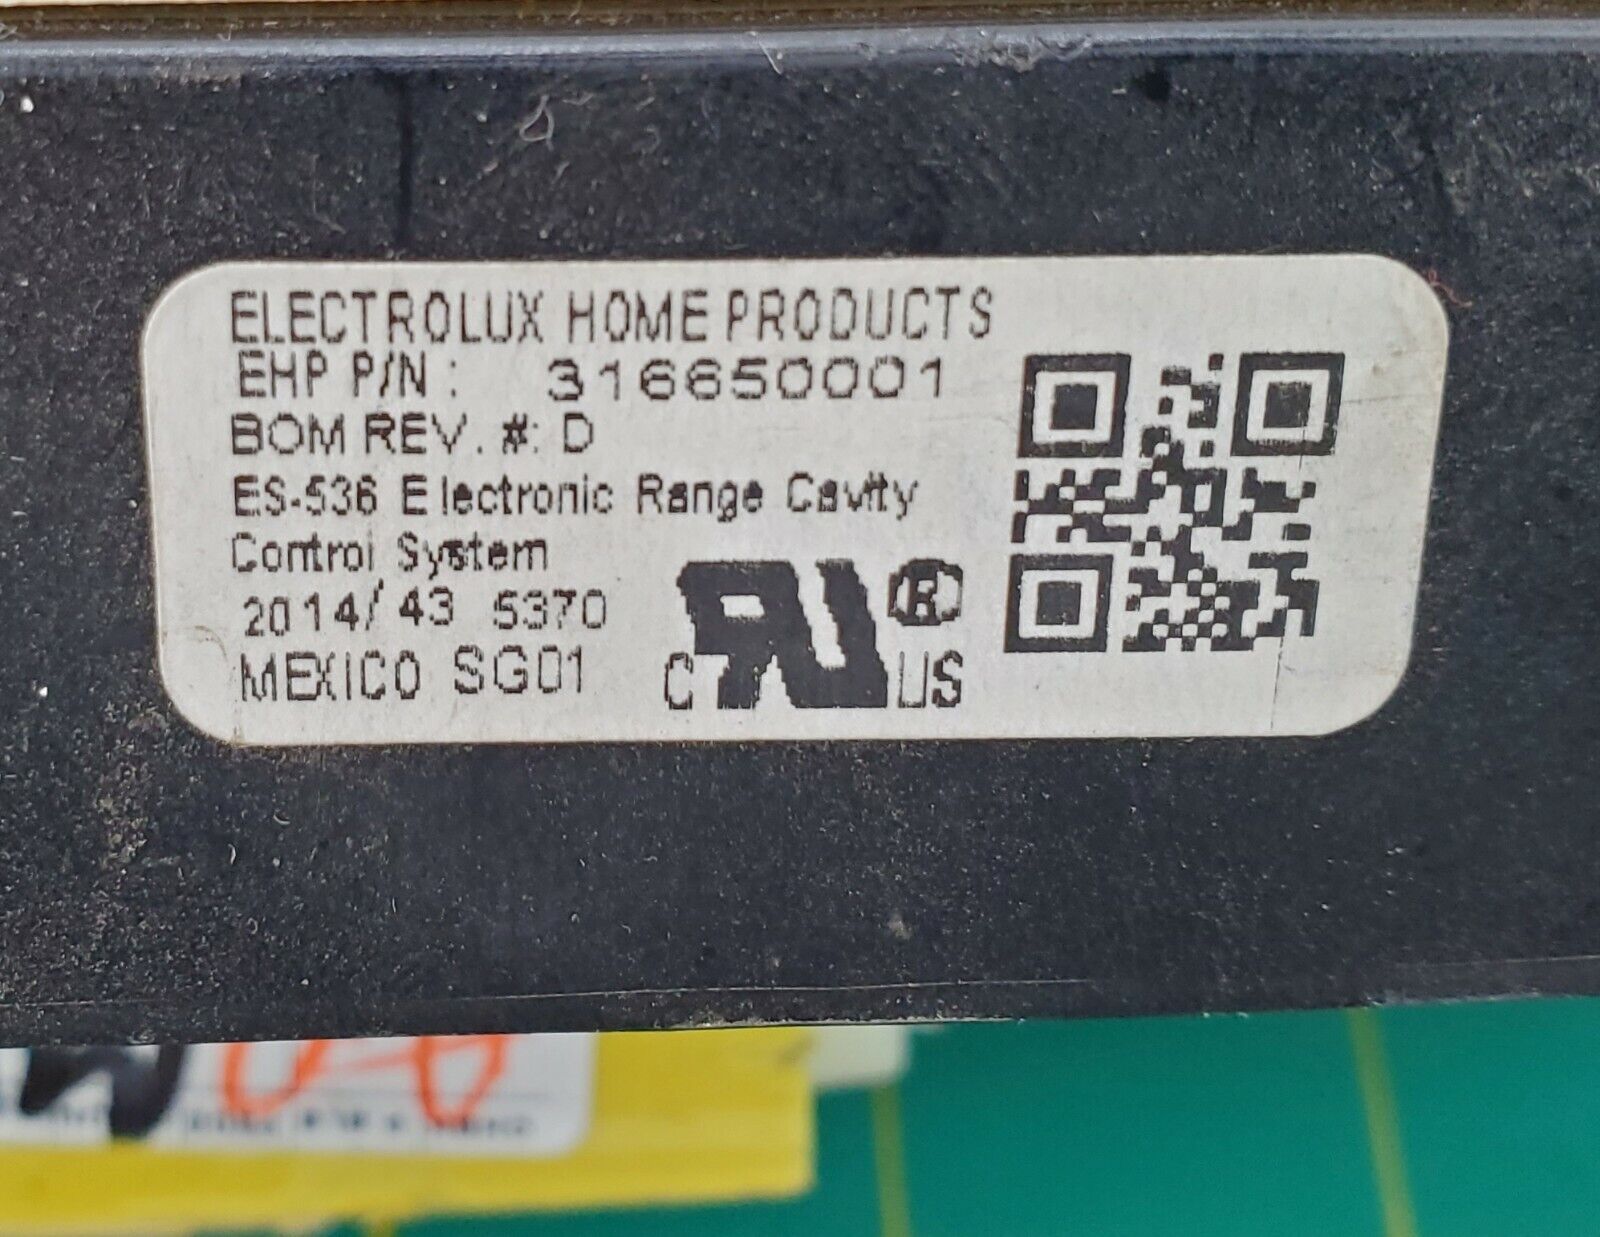 ELECTROLUX HOME PRODUCTS
EHP P/N : 316650001
BOM REV. #: D
ES-536 Electronic Range Cavity
Control System
2014/43 5370
MEXICO SG01
C RU ® US